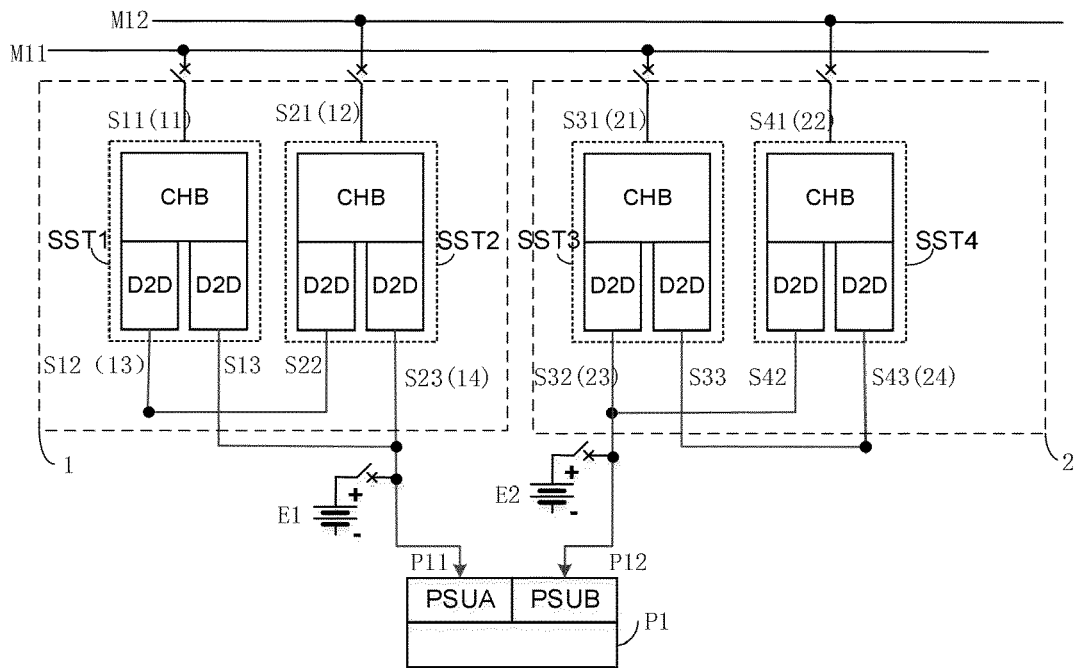 M12
M11
S11(11) S21(12) S31(21) S41(22)
CHB CHB CHB CHB
SST1 SST2 SST3 SST4
D2D D2D D2D D2D D2D D2D D2D D2D
S12 (13) S13 S22 S23(14) S32(23) S33 S42 S43(24)
1 2
E1 + - E2 + -
P11 P12
PSUA PSUB
P1